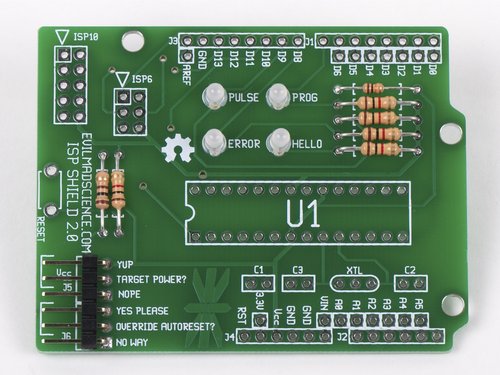 ISP10
ISP6
J3
AREF
GND
D13
D12
D11
D10
D9
D8
J1
D6
D5
D4
D3
D2
D1
D0
PULSE
PROG
ERROR
HELLO
EVILMADSCIENCE.COM
ISP SHIELD 2.0
RESET
U1
YUP
Vcc
TARGET POWER?
J5
NOPE
YES PLEASE
OVERRIDE AUTORESET?
J6
NO WAY
C1
C3
XTL
C2
RST
3.3V
Vcc
GND
GND
VIN
A0
A1
A2
A3
A4
A5
J4
J2